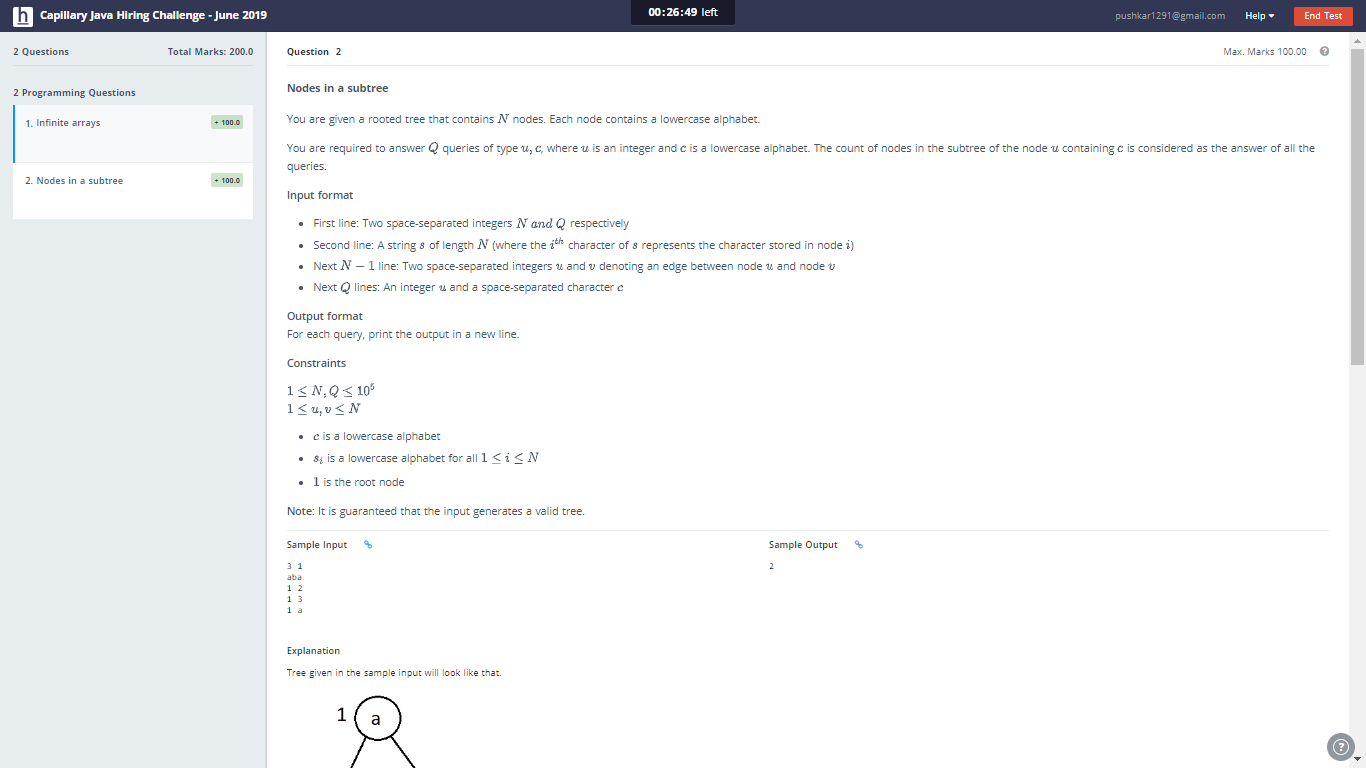 h Capillary Java Hiring Challenge - June 2019
00:26:49 left
pushkar1291@gmail.com Help End Test
2 Questions Total Marks: 200.0
2 Programming Questions
1. Infinite arrays + 100.0
2. Nodes in a subtree + 100.0
Question 2 Max. Marks 100.00 ?
Nodes in a subtree
You are given a rooted tree that contains N nodes. Each node contains a lowercase alphabet.
You are required to answer Q queries of type u, c, where u is an integer and c is a lowercase alphabet. The count of nodes in the subtree of the node u containing c is considered as the answer of all the
queries.
Input format
• First line: Two space-separated integers N and Q respectively
• Second line: A string s of length N (where the i^th character of s represents the character stored in node i)
• Next N − 1 line: Two space-separated integers u and v denoting an edge between node u and node v
• Next Q lines: An integer u and a space-separated character c
Output format
For each query, print the output in a new line.
Constraints
1 ≤ N, Q ≤ 10^5
1 ≤ u, v ≤ N
• c is a lowercase alphabet
• s_i is a lowercase alphabet for all 1 ≤ i ≤ N
• 1 is the root node
Note: It is guaranteed that the input generates a valid tree.
Sample Input
3 1
aba
1 2
1 3
1 a
Sample Output
2
Explanation
Tree given in the sample input will look like that.
1 a
?